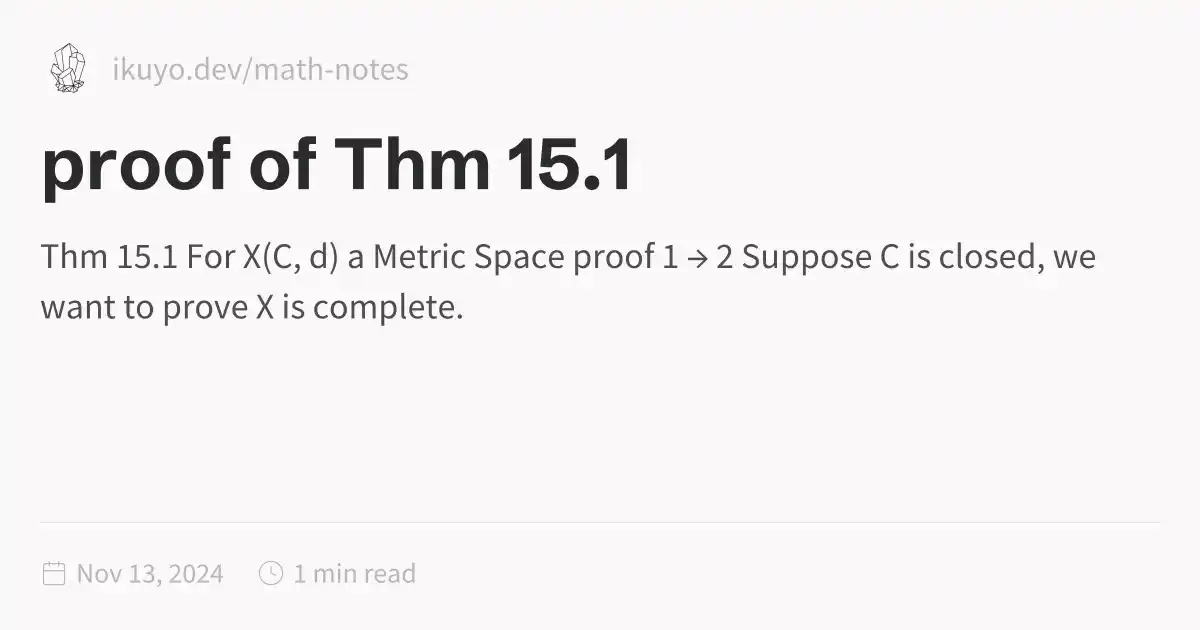 ikuyo.dev/math-notes
proof of Thm 15.1
Thm 15.1 For X(C, d) a Metric Space proof 1 → 2 Suppose C is closed, we
want to prove X is complete.
Nov 13, 2024 1 min read